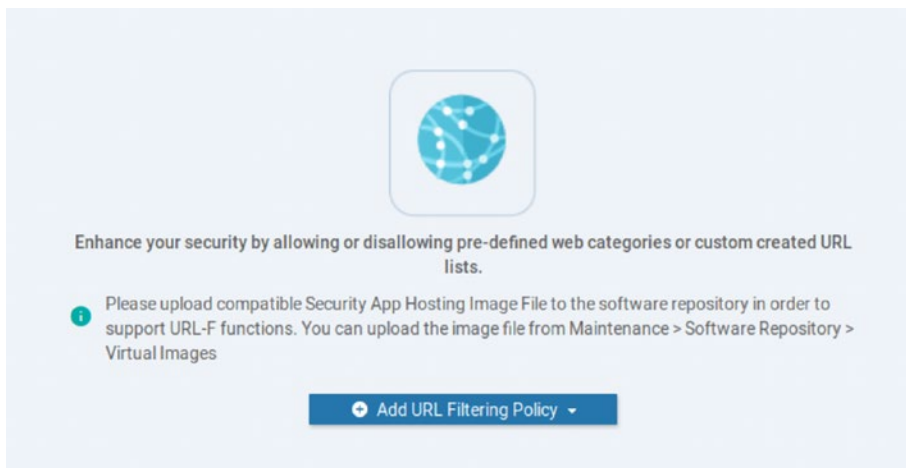 Enhance your security by allowing or disallowing pre-defined web categories or custom created URL
lists.
Please upload compatible Security App Hosting Image File to the software repository in order to
support URL-F functions. You can upload the image file from Maintenance > Software Repository >
Virtual Images
Add URL Filtering Policy